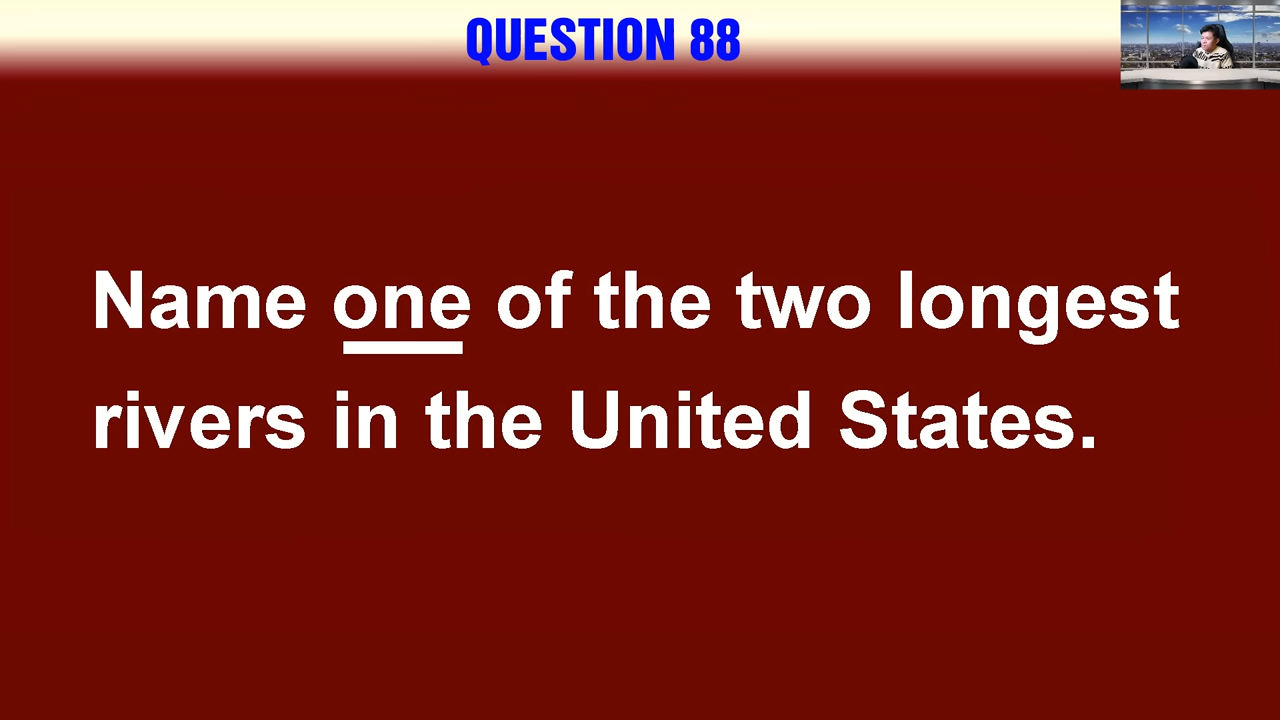 QUESTION 88
Name one of the two longest
rivers in the United States.